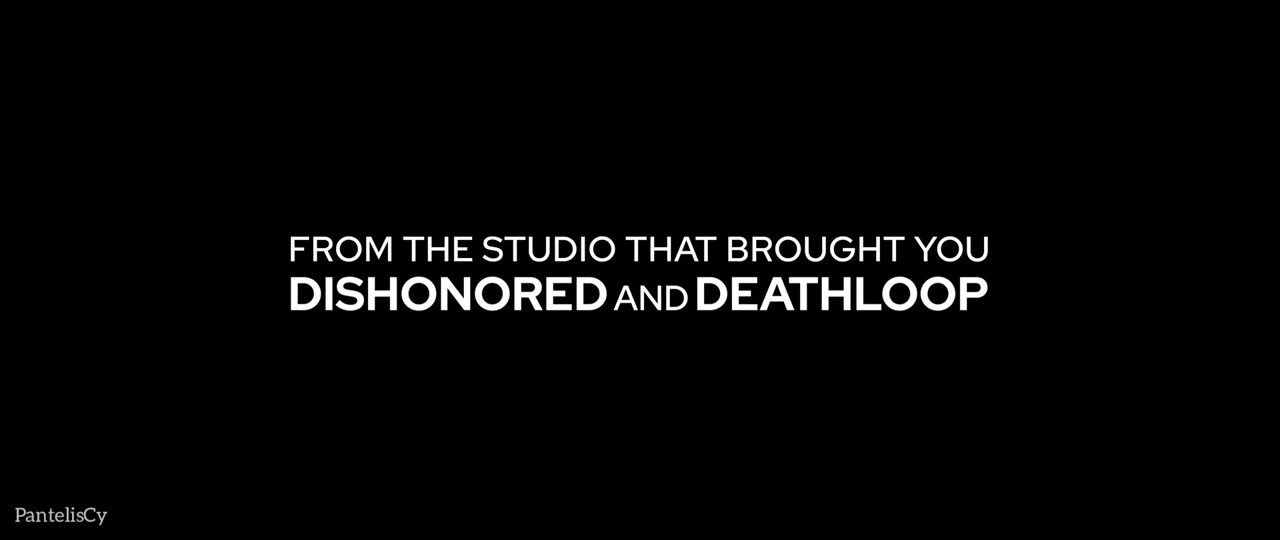 FROM THE STUDIO THAT BROUGHT YOU
DISHONORED AND DEATHLOOP
PantelisCy